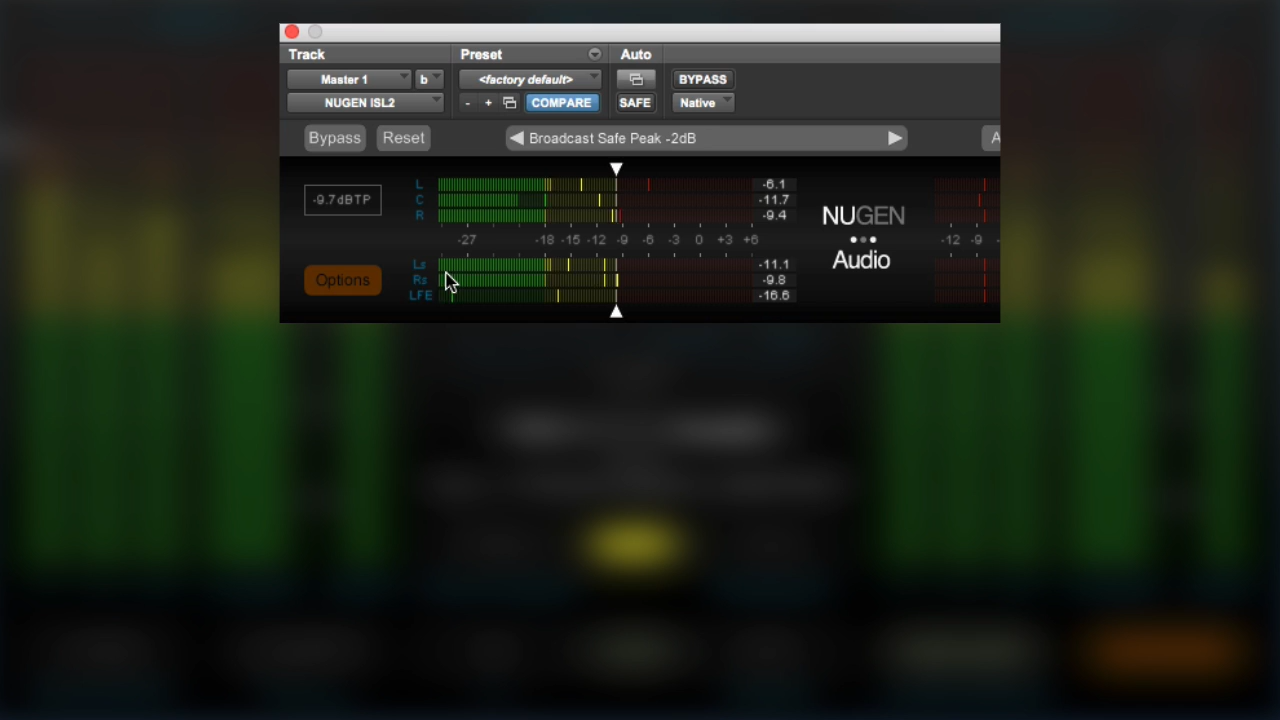 Track Preset Auto
Master 1 b <factory default> BYPASS
NUGEN ISL2 - + COMPARE SAFE Native
Bypass Reset Broadcast Safe Peak -2dB A
L -6.1
-9.7dBTP C -11.7
R -9.4
NUGEN
-27 -18 -15 -12 -9 -6 -3 0 +3 +6 -12 -9
Audio
Ls -11.1
Options Rs -9.8
LFE -16.6